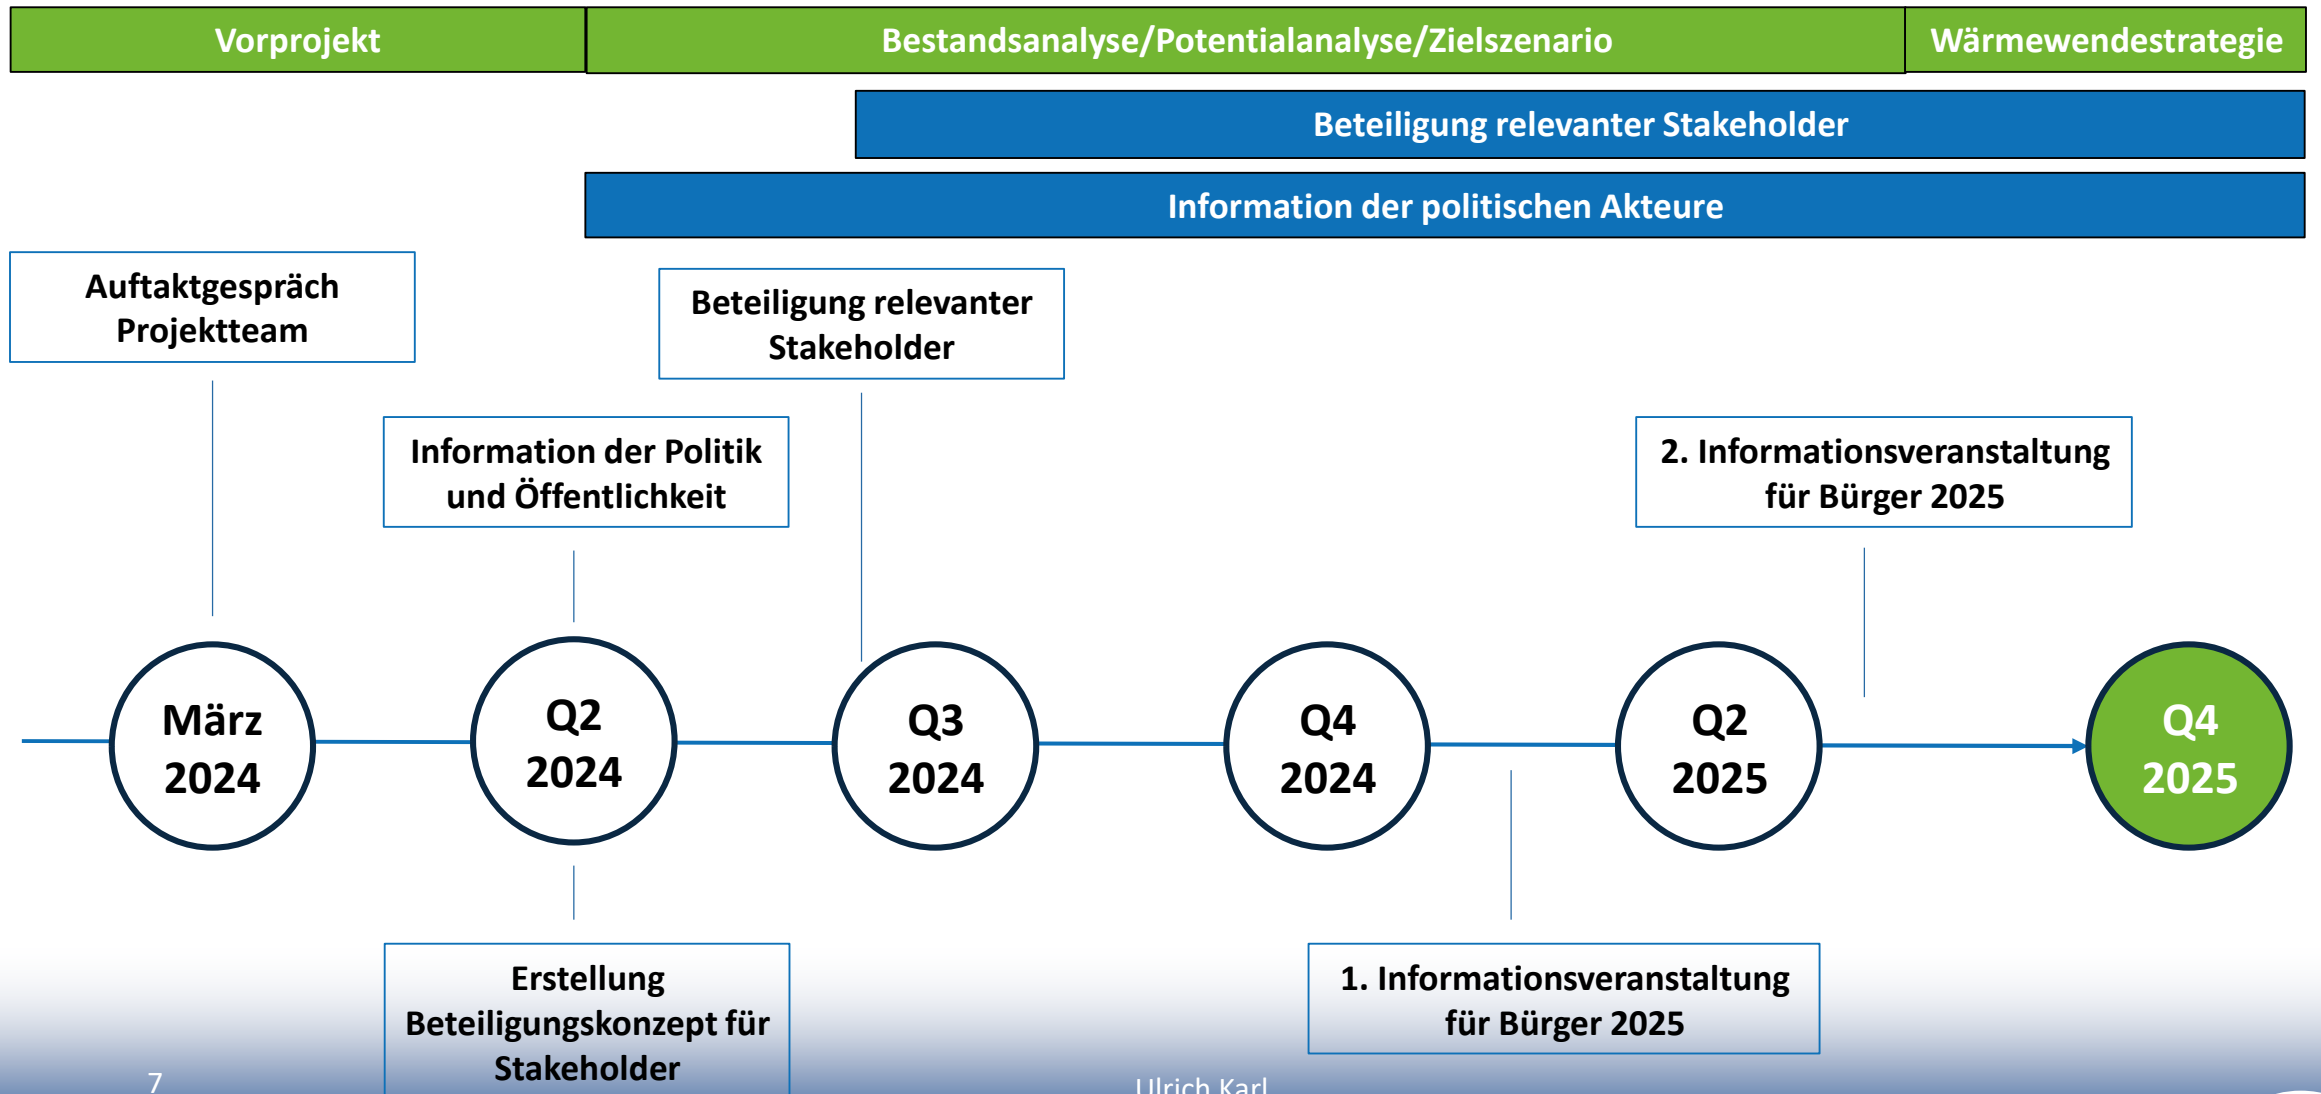 Vorprojekt
Bestandsanalyse/Potentialanalyse/Zielszenario
Wärmewendestrategie
Beteiligung relevanter Stakeholder
Information der politischen Akteure
Auftaktgespräch
Projektteam
Beteiligung relevanter
Stakeholder
Information der Politik
und Öffentlichkeit
2. Informationsveranstaltung
für Bürger 2025
März
2024
Q2
2024
Q3
2024
Q4
2024
Q2
2025
Q4
2025
Erstellung
Beteiligungskonzept für
Stakeholder
1. Informationsveranstaltung
für Bürger 2025
7
Ulrich Karl